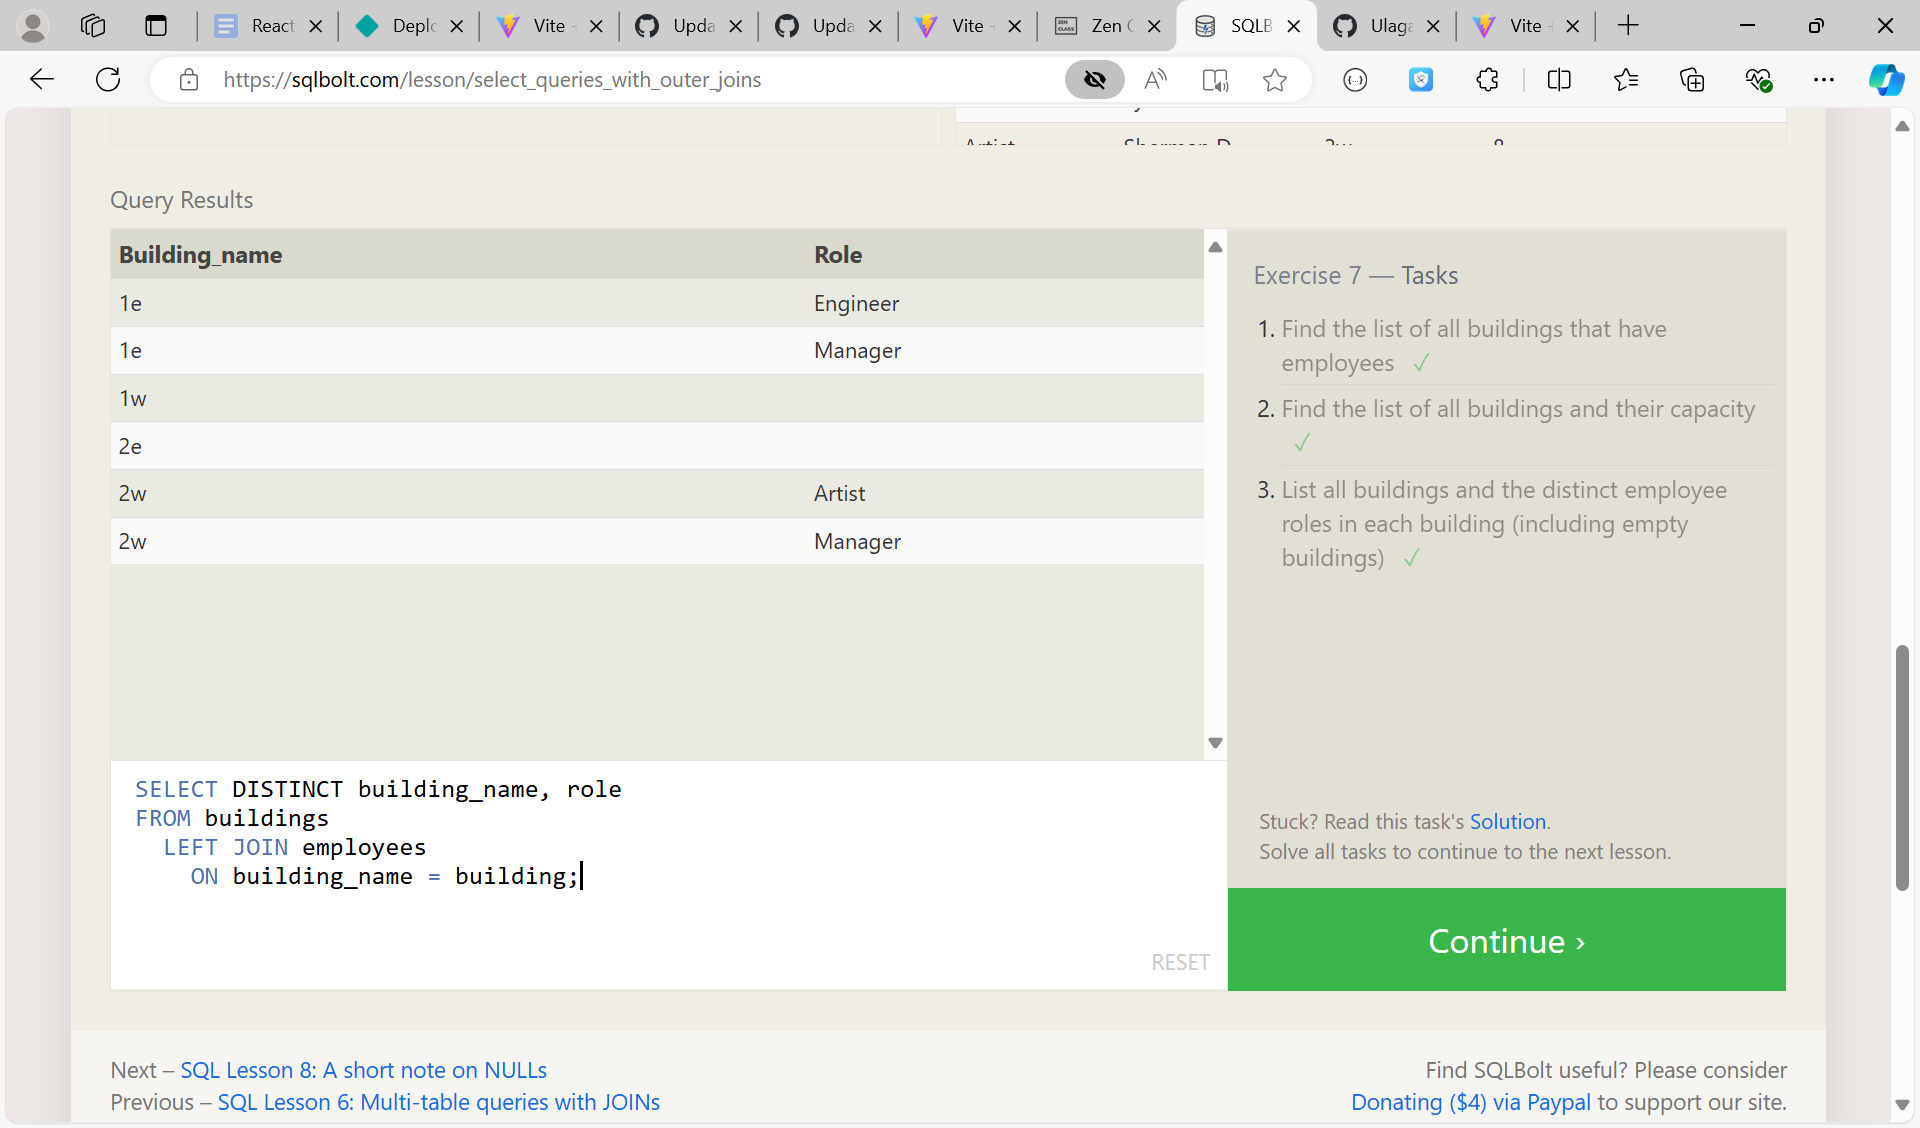 React
Deplo
Vite
Upda
Upda
Vite
Zen C
SQLB
Ulaga
Vite
https://sqlbolt.com/lesson/select_queries_with_outer_joins
Query Results
Building_name Role
1e Engineer
1e Manager
1w
2e
2w Artist
2w Manager
Exercise 7 — Tasks
1. Find the list of all buildings that have
employees ✓
2. Find the list of all buildings and their capacity
✓
3. List all buildings and the distinct employee
roles in each building (including empty
buildings) ✓
SELECT DISTINCT building_name, role
FROM buildings
LEFT JOIN employees
ON building_name = building;
RESET
Stuck? Read this task's Solution.
Solve all tasks to continue to the next lesson.
Continue ›
Next – SQL Lesson 8: A short note on NULLs
Previous – SQL Lesson 6: Multi-table queries with JOINs
Find SQLBolt useful? Please consider
Donating ($4) via Paypal to support our site.